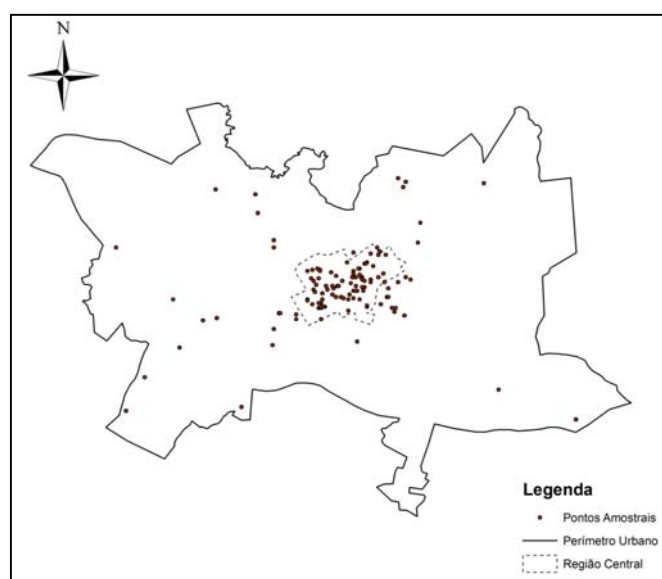 N
Legenda
Pontos Amostrais
Perímetro Urbano
Região Central